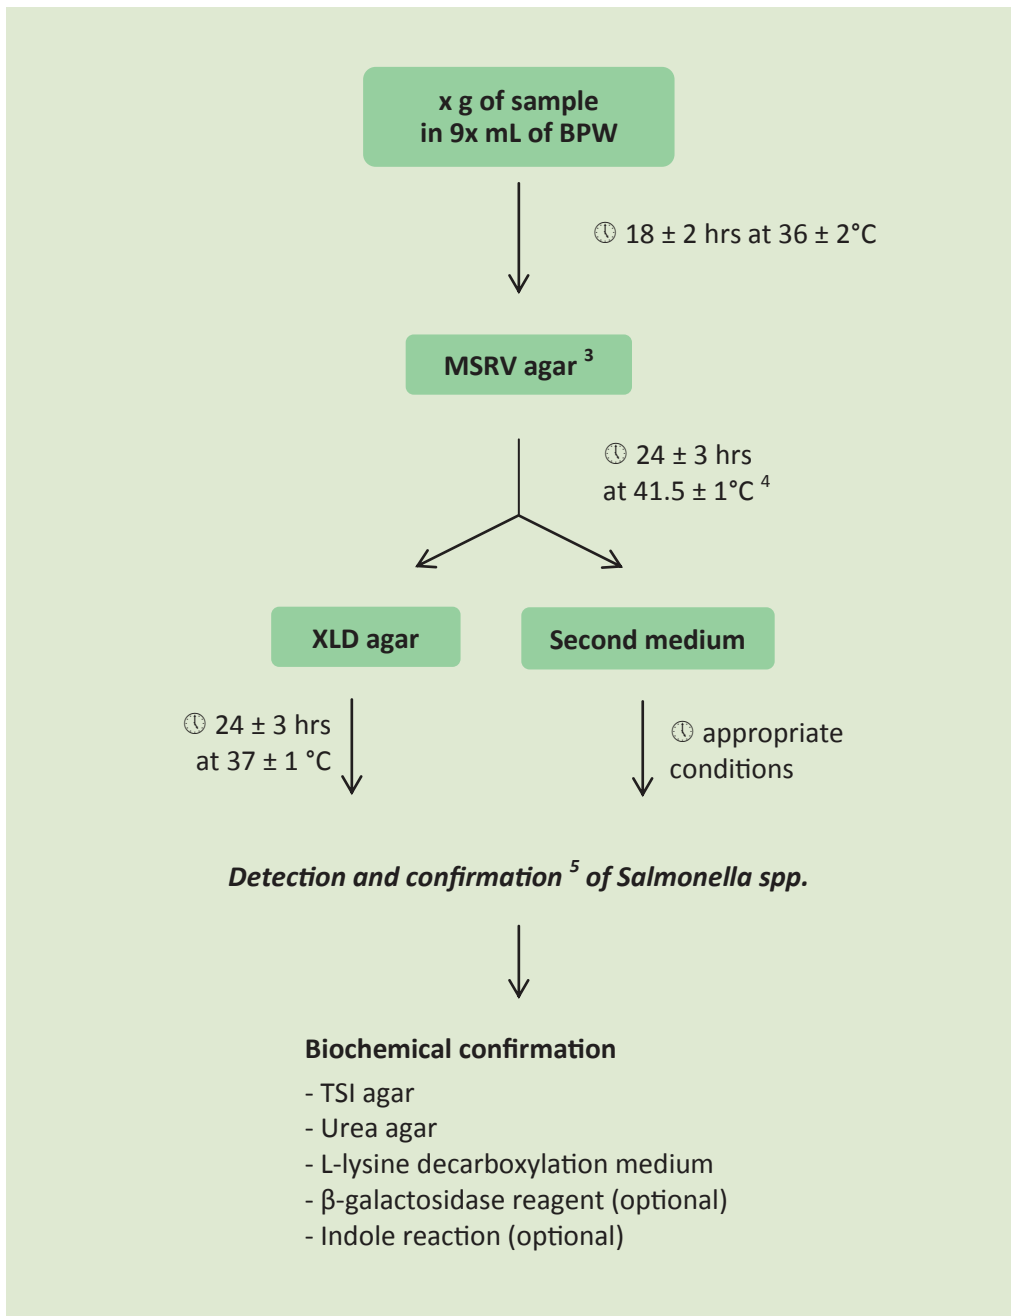 x g of sample
in 9x mL of BPW
🕔 18 ± 2 hrs at 36 ± 2°C
MSRV agar ³
🕔 24 ± 3 hrs
at 41.5 ± 1°C ⁴
XLD agar
Second medium
🕔 24 ± 3 hrs
at 37 ± 1 °C
🕔 appropriate
conditions
Detection and confirmation ⁵ of Salmonella spp.
Biochemical confirmation
- TSI agar
- Urea agar
- L-lysine decarboxylation medium
- β-galactosidase reagent (optional)
- Indole reaction (optional)